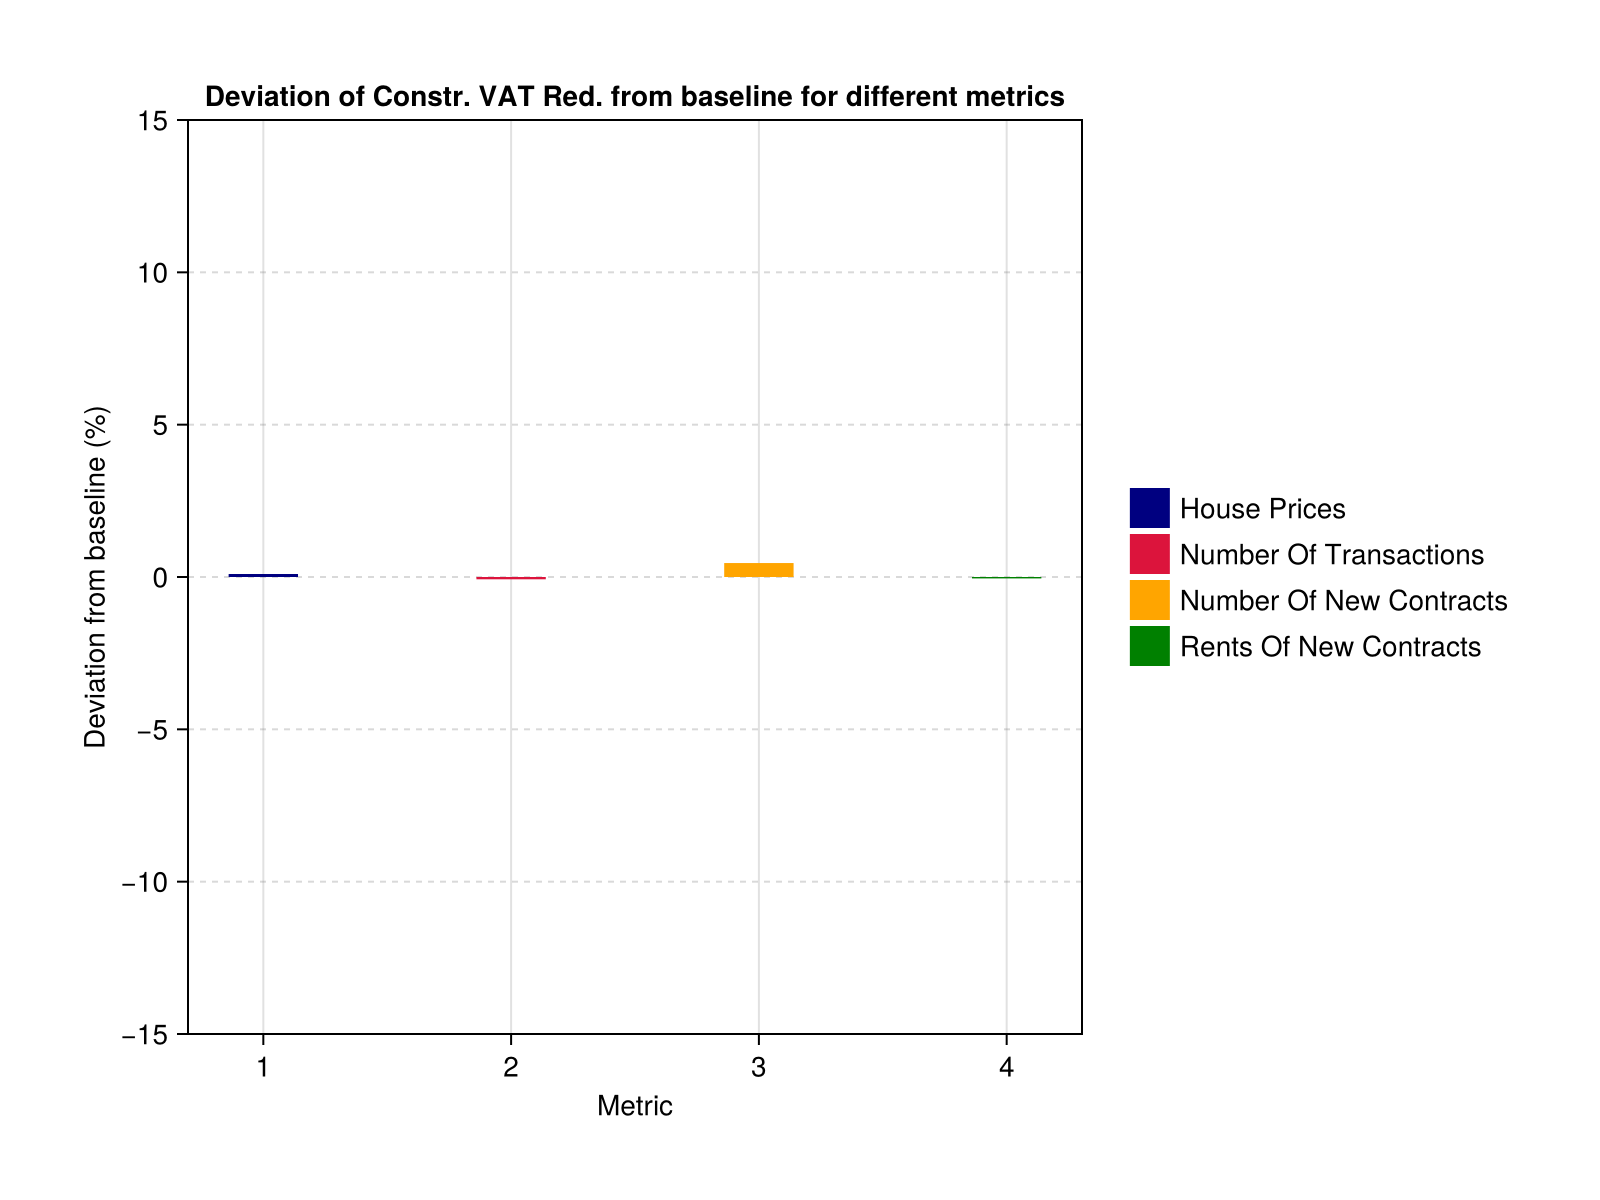 Deviation of Constr. VAT Red. from baseline for different metrics
15
10
5
0
−5
−10
−15
Deviation from baseline (%)
1 2 3 4
Metric
House Prices
Number Of Transactions
Number Of New Contracts
Rents Of New Contracts